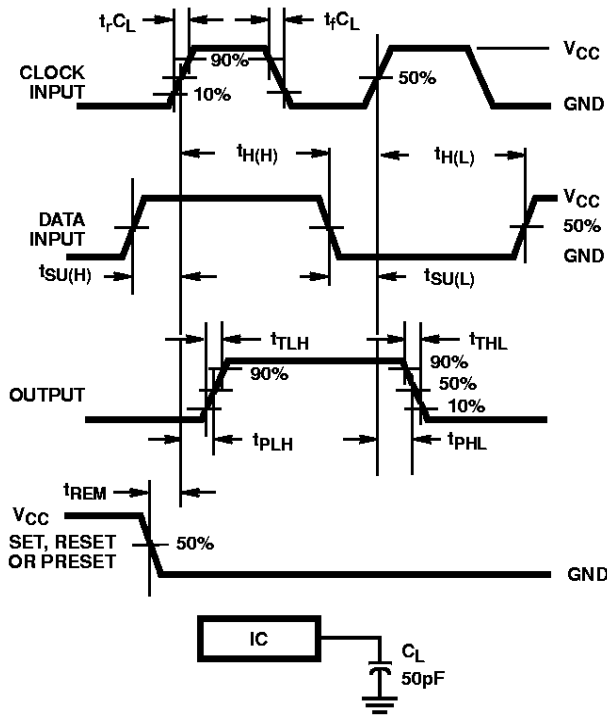 trCL
tfCL
CLOCK
INPUT
90%
10%
50%
VCC
GND
tH(H)
tH(L)
DATA
INPUT
VCC
50%
GND
tSU(H)
tSU(L)
tTLH
tTHL
OUTPUT
90%
90%
50%
10%
tPLH
tPHL
tREM
VCC
SET, RESET
OR PRESET
50%
GND
IC
CL
50pF